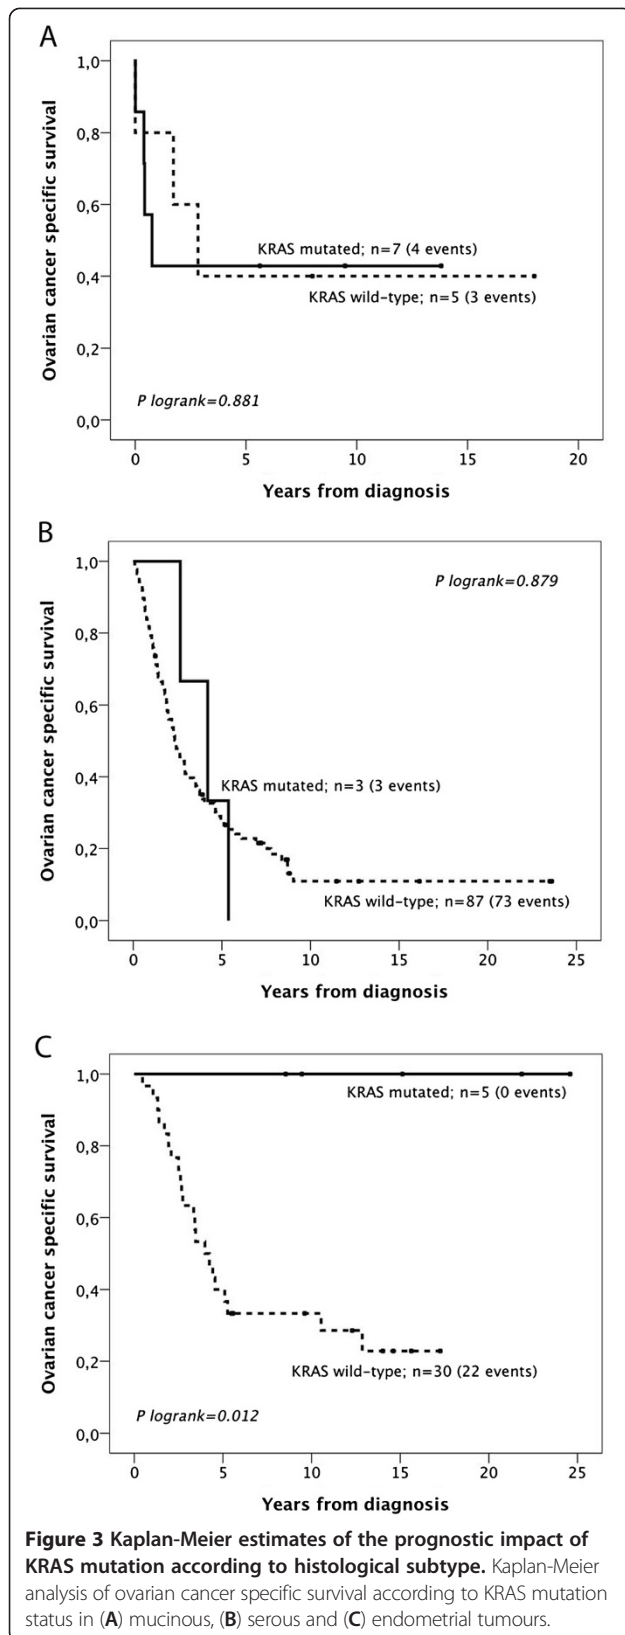 A
1,0
0,8
0,6
0,4
0,2
0,0
Ovarian cancer specific survival
KRAS mutated; n=7 (4 events)
KRAS wild-type; n=5 (3 events)
P logrank=0.881
0 5 10 15 20
Years from diagnosis
B
1,0
0,8
0,6
0,4
0,2
0,0
Ovarian cancer specific survival
P logrank=0.879
KRAS mutated; n=3 (3 events)
KRAS wild-type; n=87 (73 events)
0 5 10 15 20 25
Years from diagnosis
C
1,0
0,8
0,6
0,4
0,2
0,0
Ovarian cancer specific survival
KRAS mutated; n=5 (0 events)
KRAS wild-type; n=30 (22 events)
P logrank=0.012
0 5 10 15 20 25
Years from diagnosis
Figure 3 Kaplan-Meier estimates of the prognostic impact of
KRAS mutation according to histological subtype. Kaplan-Meier
analysis of ovarian cancer specific survival according to KRAS mutation
status in (A) mucinous, (B) serous and (C) endometrial tumours.